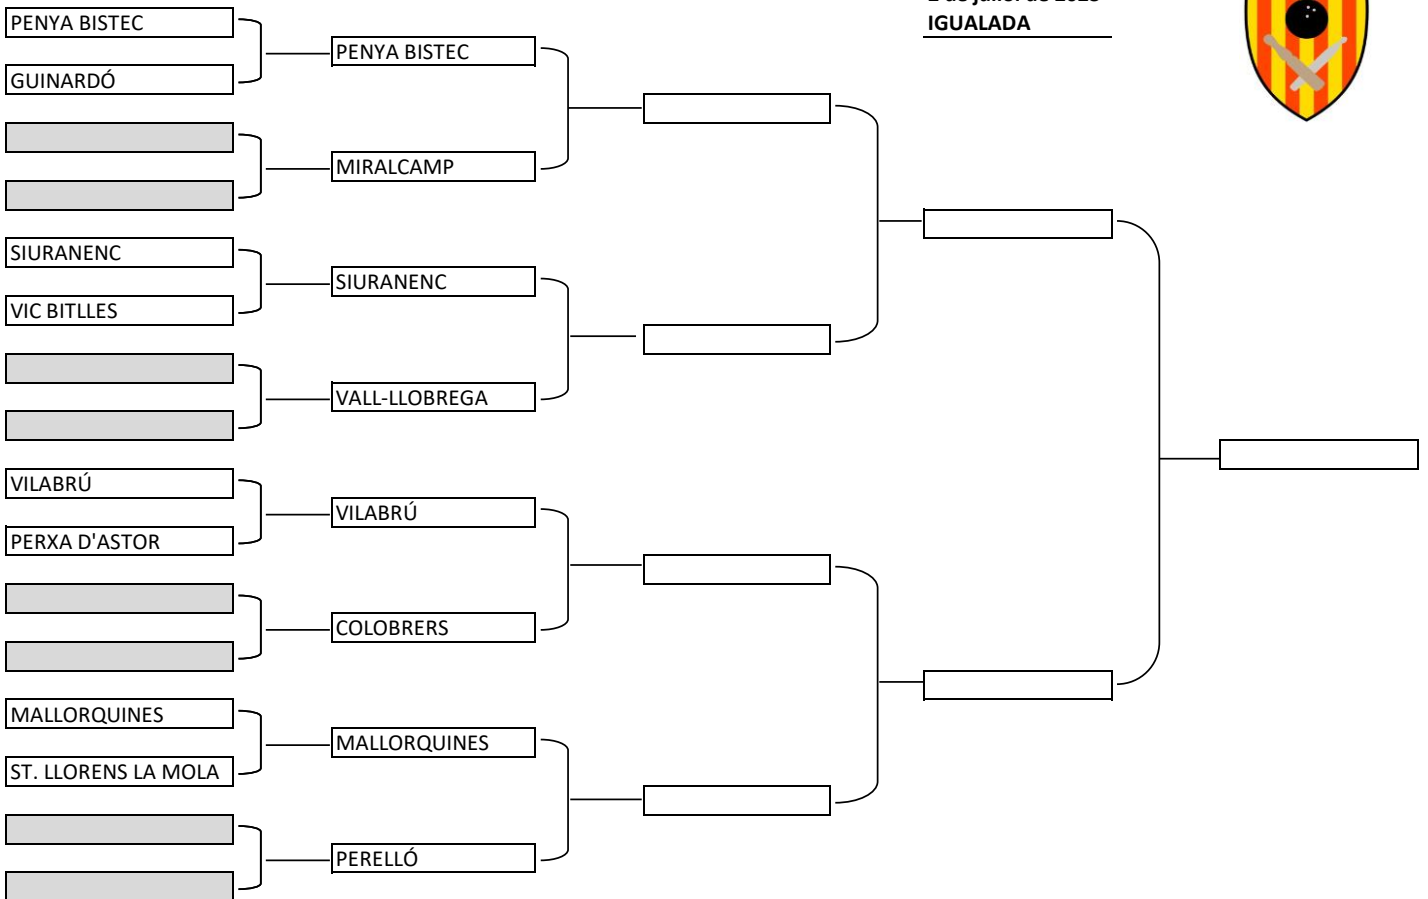 IGUALADA
PENYA BISTEC
GUINARDÓ
SIURANENC
VIC BITLLES
VILABRÚ
PERXA D'ASTOR
MALLORQUINES
ST. LLORENS LA MOLA
PENYA BISTEC
MIRALCAMP
SIURANENC
VALL-LLOBREGA
VILABRÚ
COLOBRERS
MALLORQUINES
PERELLÓ